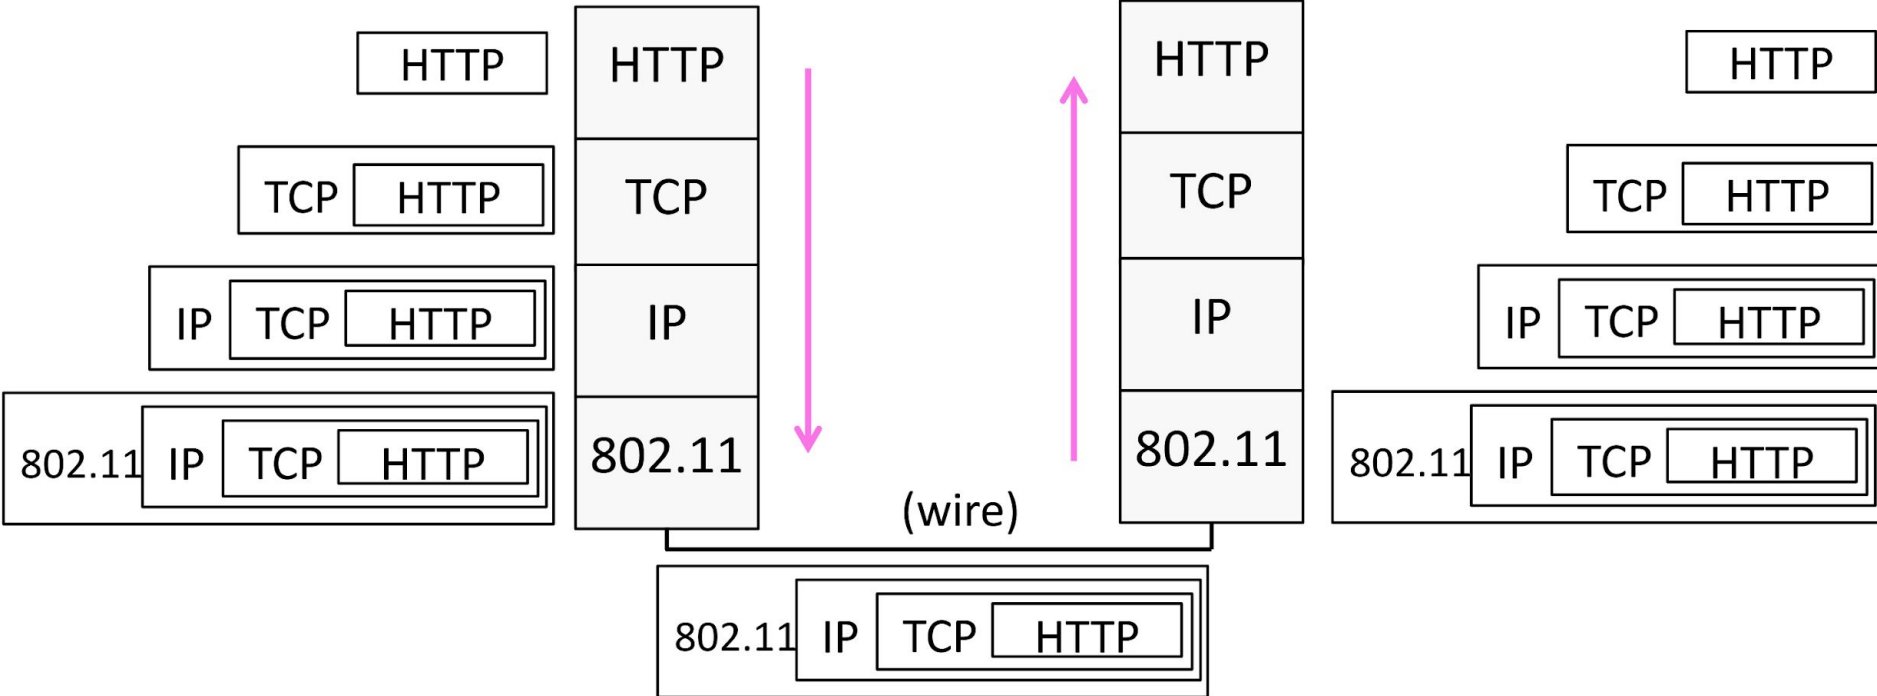 HTTP HTTP HTTP HTTP
TCP HTTP TCP TCP TCP HTTP
IP TCP HTTP IP IP IP TCP HTTP
802.11 IP TCP HTTP 802.11 802.11 802.11 IP TCP HTTP
(wire)
802.11 IP TCP HTTP